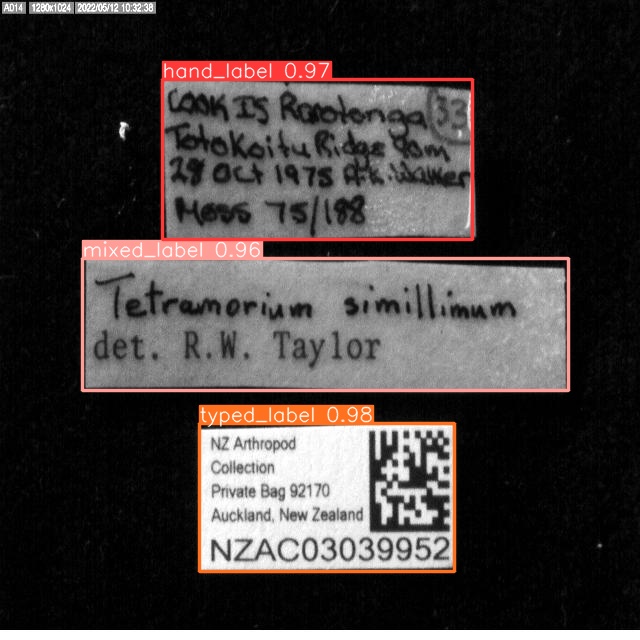 A014 1280x1024 2022/05/12 10:32:38
hand_label 0.97
COOK IS Rarotonga 33
Totokoitu Ridge 90m
28 Oct 1975 A.K. Walker
Moss 75/188
mixed_label 0.96
Tetramorium simillimum
det. R.W. Taylor
typed_label 0.98
NZ Arthropod
Collection
Private Bag 92170
Auckland, New Zealand
NZAC03039952